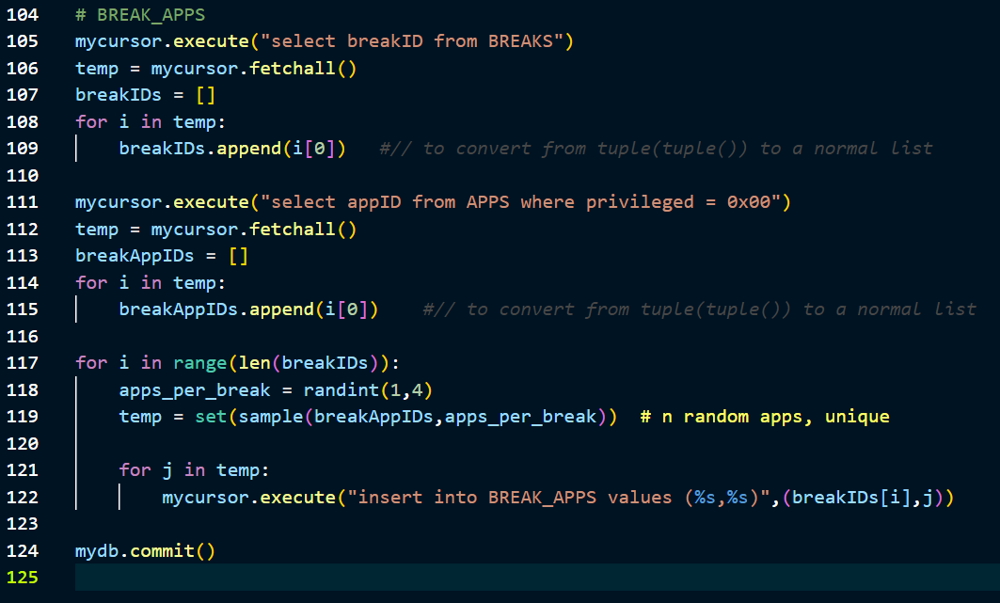 104 # BREAK_APPS
105 mycursor.execute("select breakID from BREAKS")
106 temp = mycursor.fetchall()
107 breakIDs = []
108 for i in temp:
109     breakIDs.append(i[0])   #// to convert from tuple(tuple()) to a normal list
110
111 mycursor.execute("select appID from APPS where privileged = 0x00")
112 temp = mycursor.fetchall()
113 breakAppIDs = []
114 for i in temp:
115     breakAppIDs.append(i[0])    #// to convert from tuple(tuple()) to a normal list
116
117 for i in range(len(breakIDs)):
118     apps_per_break = randint(1,4)
119     temp = set(sample(breakAppIDs,apps_per_break))  # n random apps, unique
120
121     for j in temp:
122         mycursor.execute("insert into BREAK_APPS values (%s,%s)",(breakIDs[i],j))
123
124 mydb.commit()
125